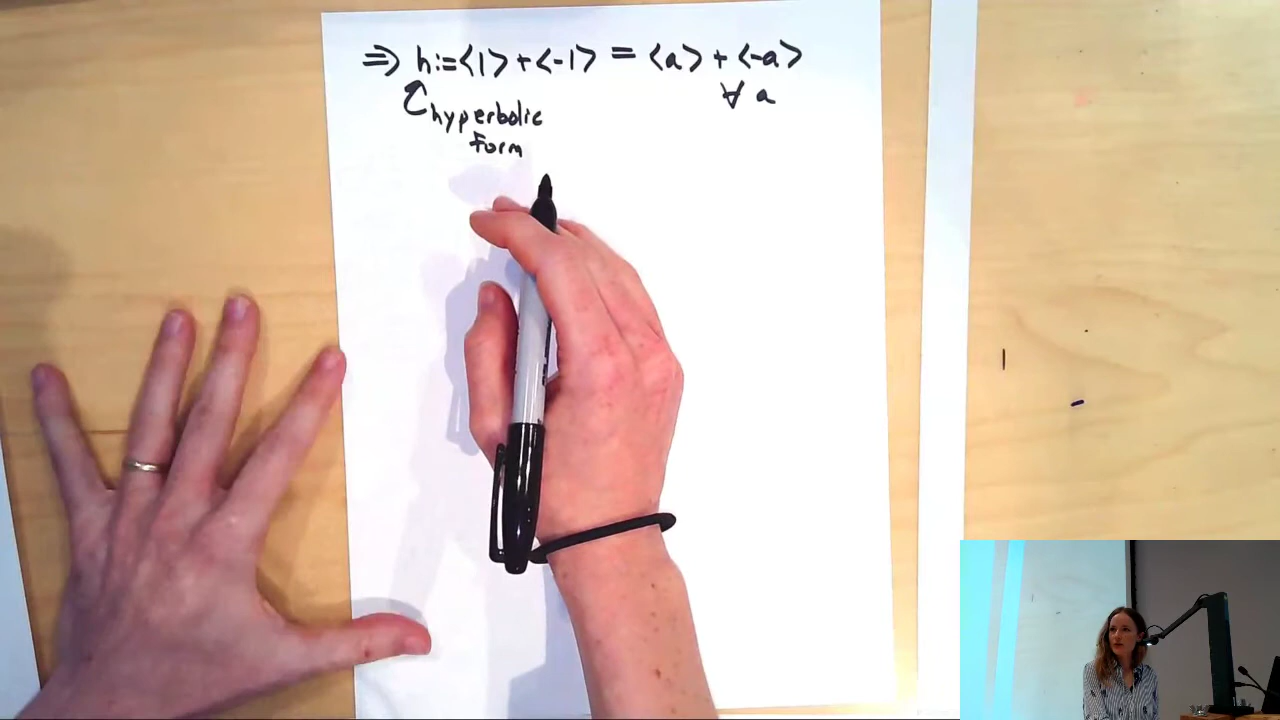 ⇒ h:=<1>+<-1> = <a> + <-a>
∀ a
hyperbolic
form